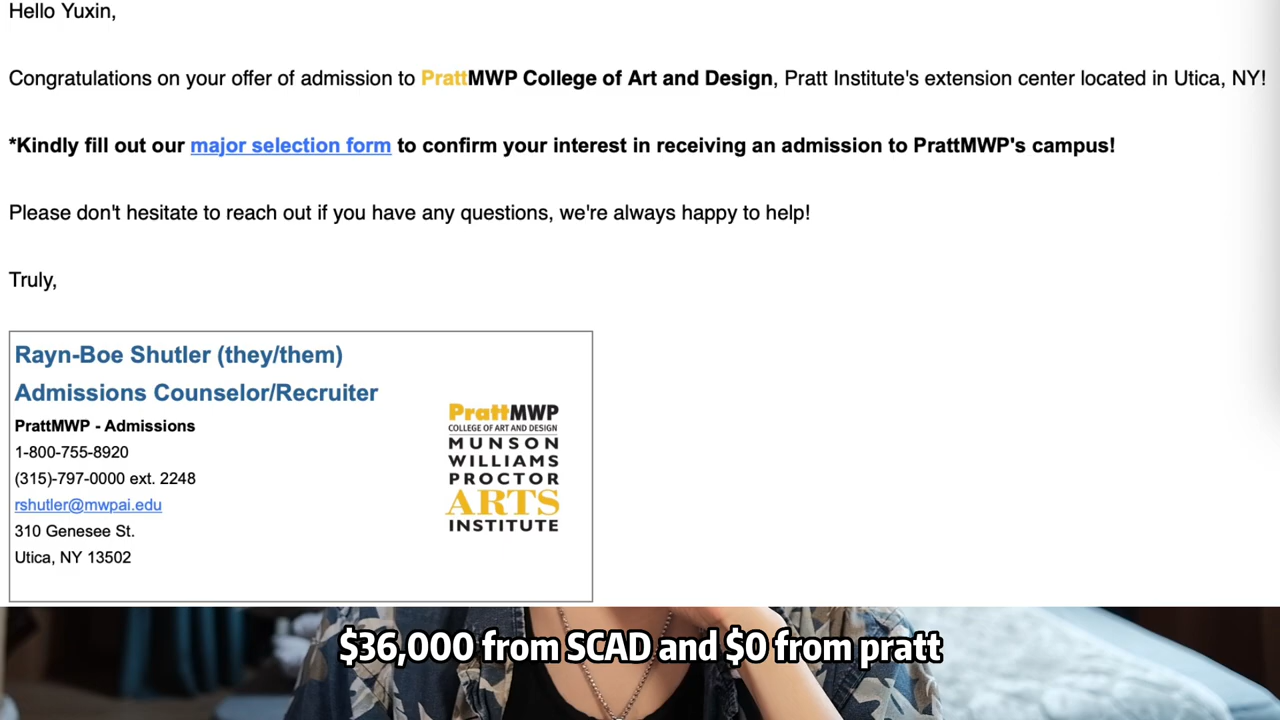 Hello Yuxin,
Congratulations on your offer of admission to PrattMWP College of Art and Design, Pratt Institute's extension center located in Utica, NY!
*Kindly fill out our major selection form to confirm your interest in receiving an admission to PrattMWP's campus!
Please don't hesitate to reach out if you have any questions, we're always happy to help!
Truly,
Rayn-Boe Shutler (they/them)
Admissions Counselor/Recruiter
PrattMWP - Admissions
1-800-755-8920
(315)-797-0000 ext. 2248
rshutler@mwpai.edu
310 Genesee St.
Utica, NY 13502
PrattMWP
COLLEGE OF ART AND DESIGN
MUNSON
WILLIAMS
PROCTOR
ARTS
INSTITUTE
$36,000 from SCAD and $0 from pratt